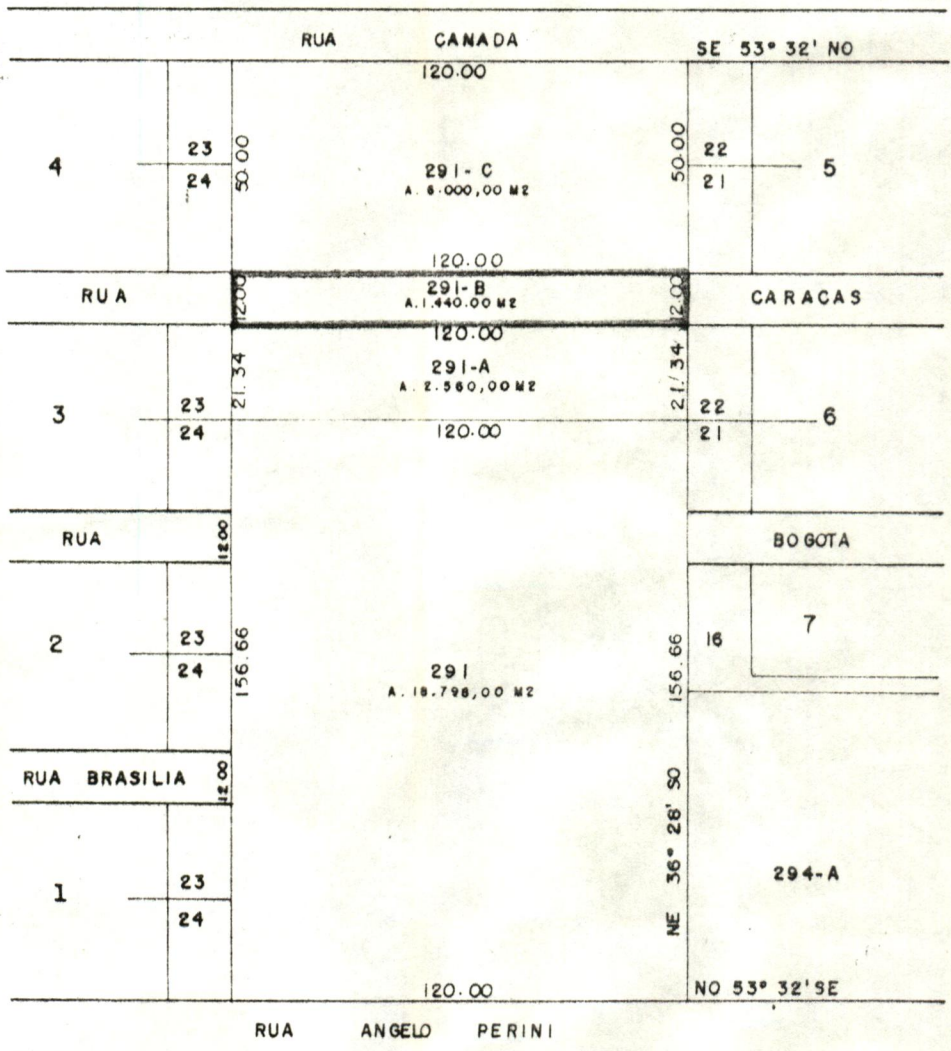 RUA CANADA
SE 53° 32' NO
120.00
4
23
24
50.00
291-C
A. 6.000,00 M2
50.00
22
21
5
120.00
RUA
12.00
291-B
A.1.440.00 M2
12.00
CARACAS
120.00
21.34
291-A
A. 2.560,00 M2
21.34
3
23
24
120.00
22
21
6
RUA
12.00
BOGOTA
2
23
24
156.66
291
A. 18.798,00 M2
156.66
16
7
RUA BRASILIA
12.00
NE 36° 28' SO
1
23
24
294-A
120.00
NO 53° 32' SE
RUA ANGELO PERINI